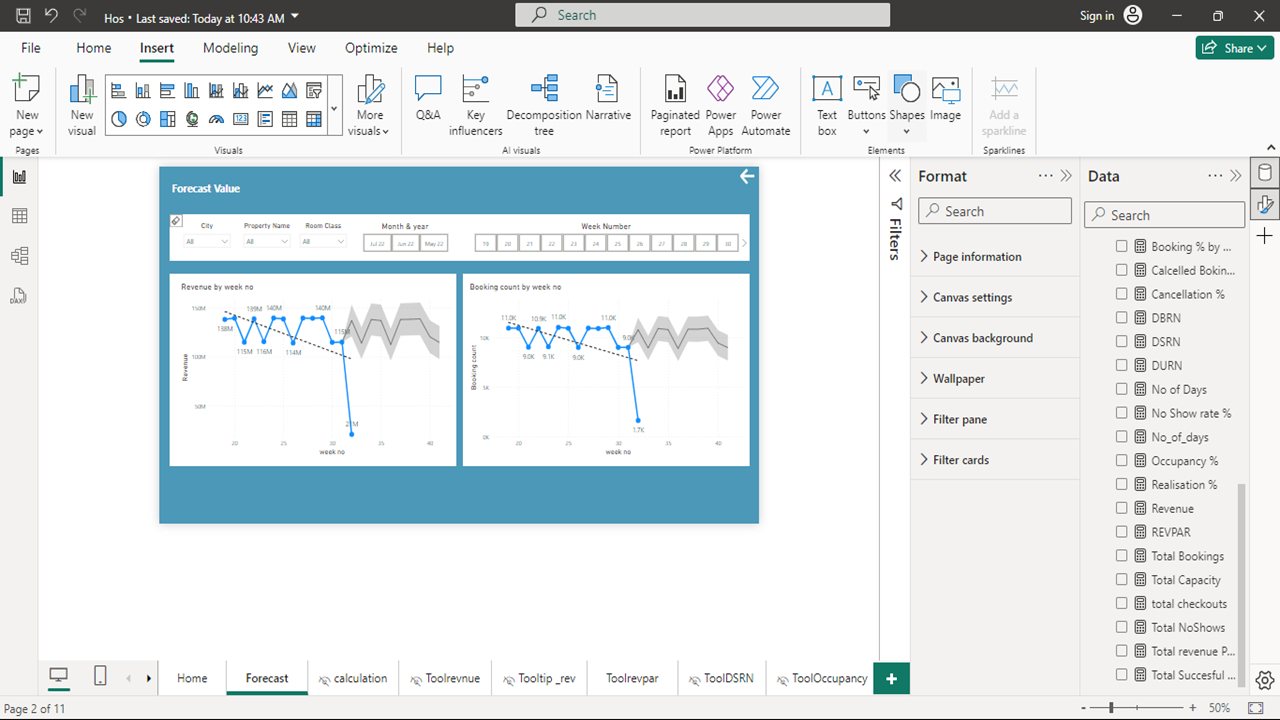 Hos • Last saved: Today at 10:43 AM
Search
Sign in
File
Home
Insert
Modeling
View
Optimize
Help
Share
New page
Pages
New visual
More visuals
Visuals
Q&A
Key influencers
Decomposition tree
Narrative
AI visuals
Paginated report
Power Apps
Power Automate
Power Platform
Text box
Buttons
Shapes
Image
Elements
Add a sparkline
Sparklines
Forecast Value
City
All
Property Name
All
Room Class
All
Month & year
Jul 22 Jun 22 May 22
Week Number
19 20 21 22 23 24 25 26 27 28 29 30
Revenue by week no
150M
100M
50M
Revenue
138M
115M
139M
116M
140M
114M
140M
115M
20 25 30 35 40
week no
Booking count by week no
10K
1K
0K
Booking count
11.0K
9.0K
10.9K
9.1K
11.0K
9.0K
11.0K
9.0K
1.7K
20 25 30 35 40
week no
Filters
Format
Search
Page information
Canvas settings
Canvas background
Wallpaper
Filter pane
Filter cards
Data
Search
Booking % by ...
Calcelled Bokin...
Cancellation %
DBRN
DSRN
DURN
No of Days
No Show rate %
No_of_days
Occupancy %
Realisation %
Revenue
REVPAR
Total Bookings
Total Capacity
total checkouts
Total NoShows
Total revenue P...
Total Succesful ...
Home
Forecast
calculation
Toolrevnue
Tooltip _rev
Toolrevpar
ToolDSRN
ToolOccupancy
Page 2 of 11
- + 50%